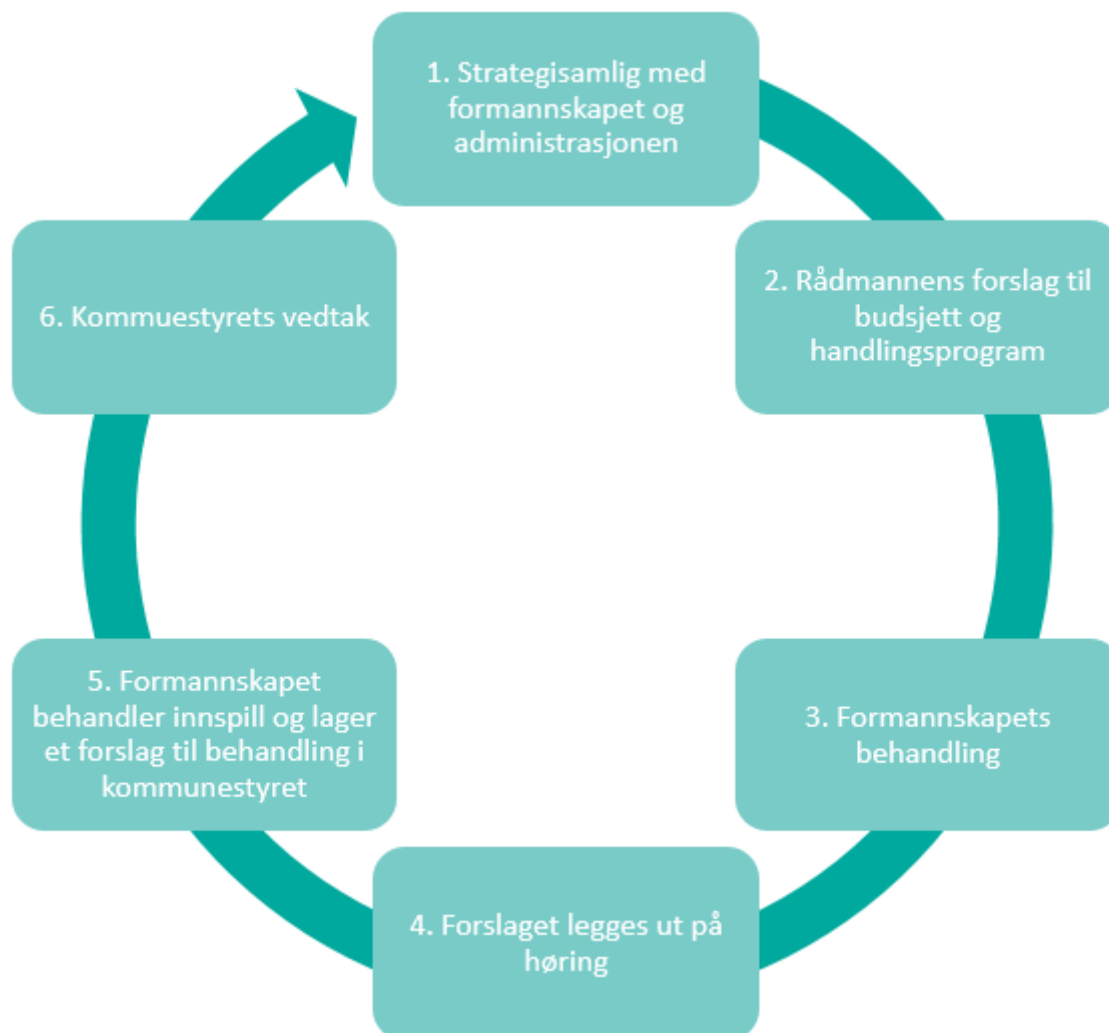 1. Strategisamlig med
formannskapet og
administrasjonen
2. Rådmannens forslag til
budsjett og
handlingsprogram
3. Formannskapets
behandling
4. Forslaget legges ut på
høring
5. Formannskapet
behandler innspill og lager
et forslag til behandling i
kommunestyret
6. Kommuestyrets vedtak